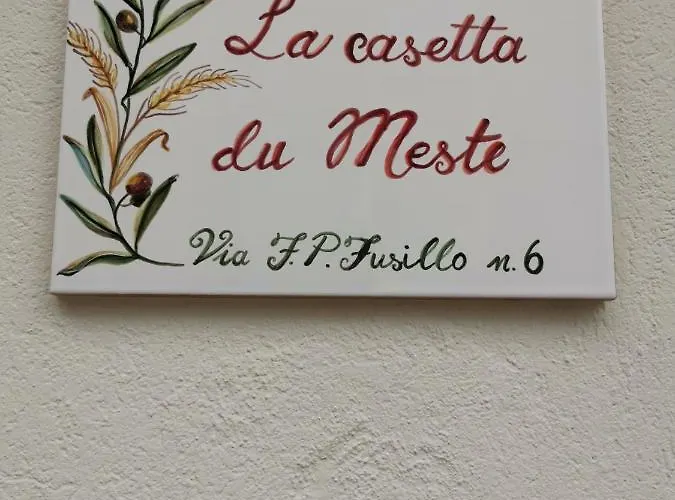 La casetta
du Meste
Via F.P.Fusillo n.6